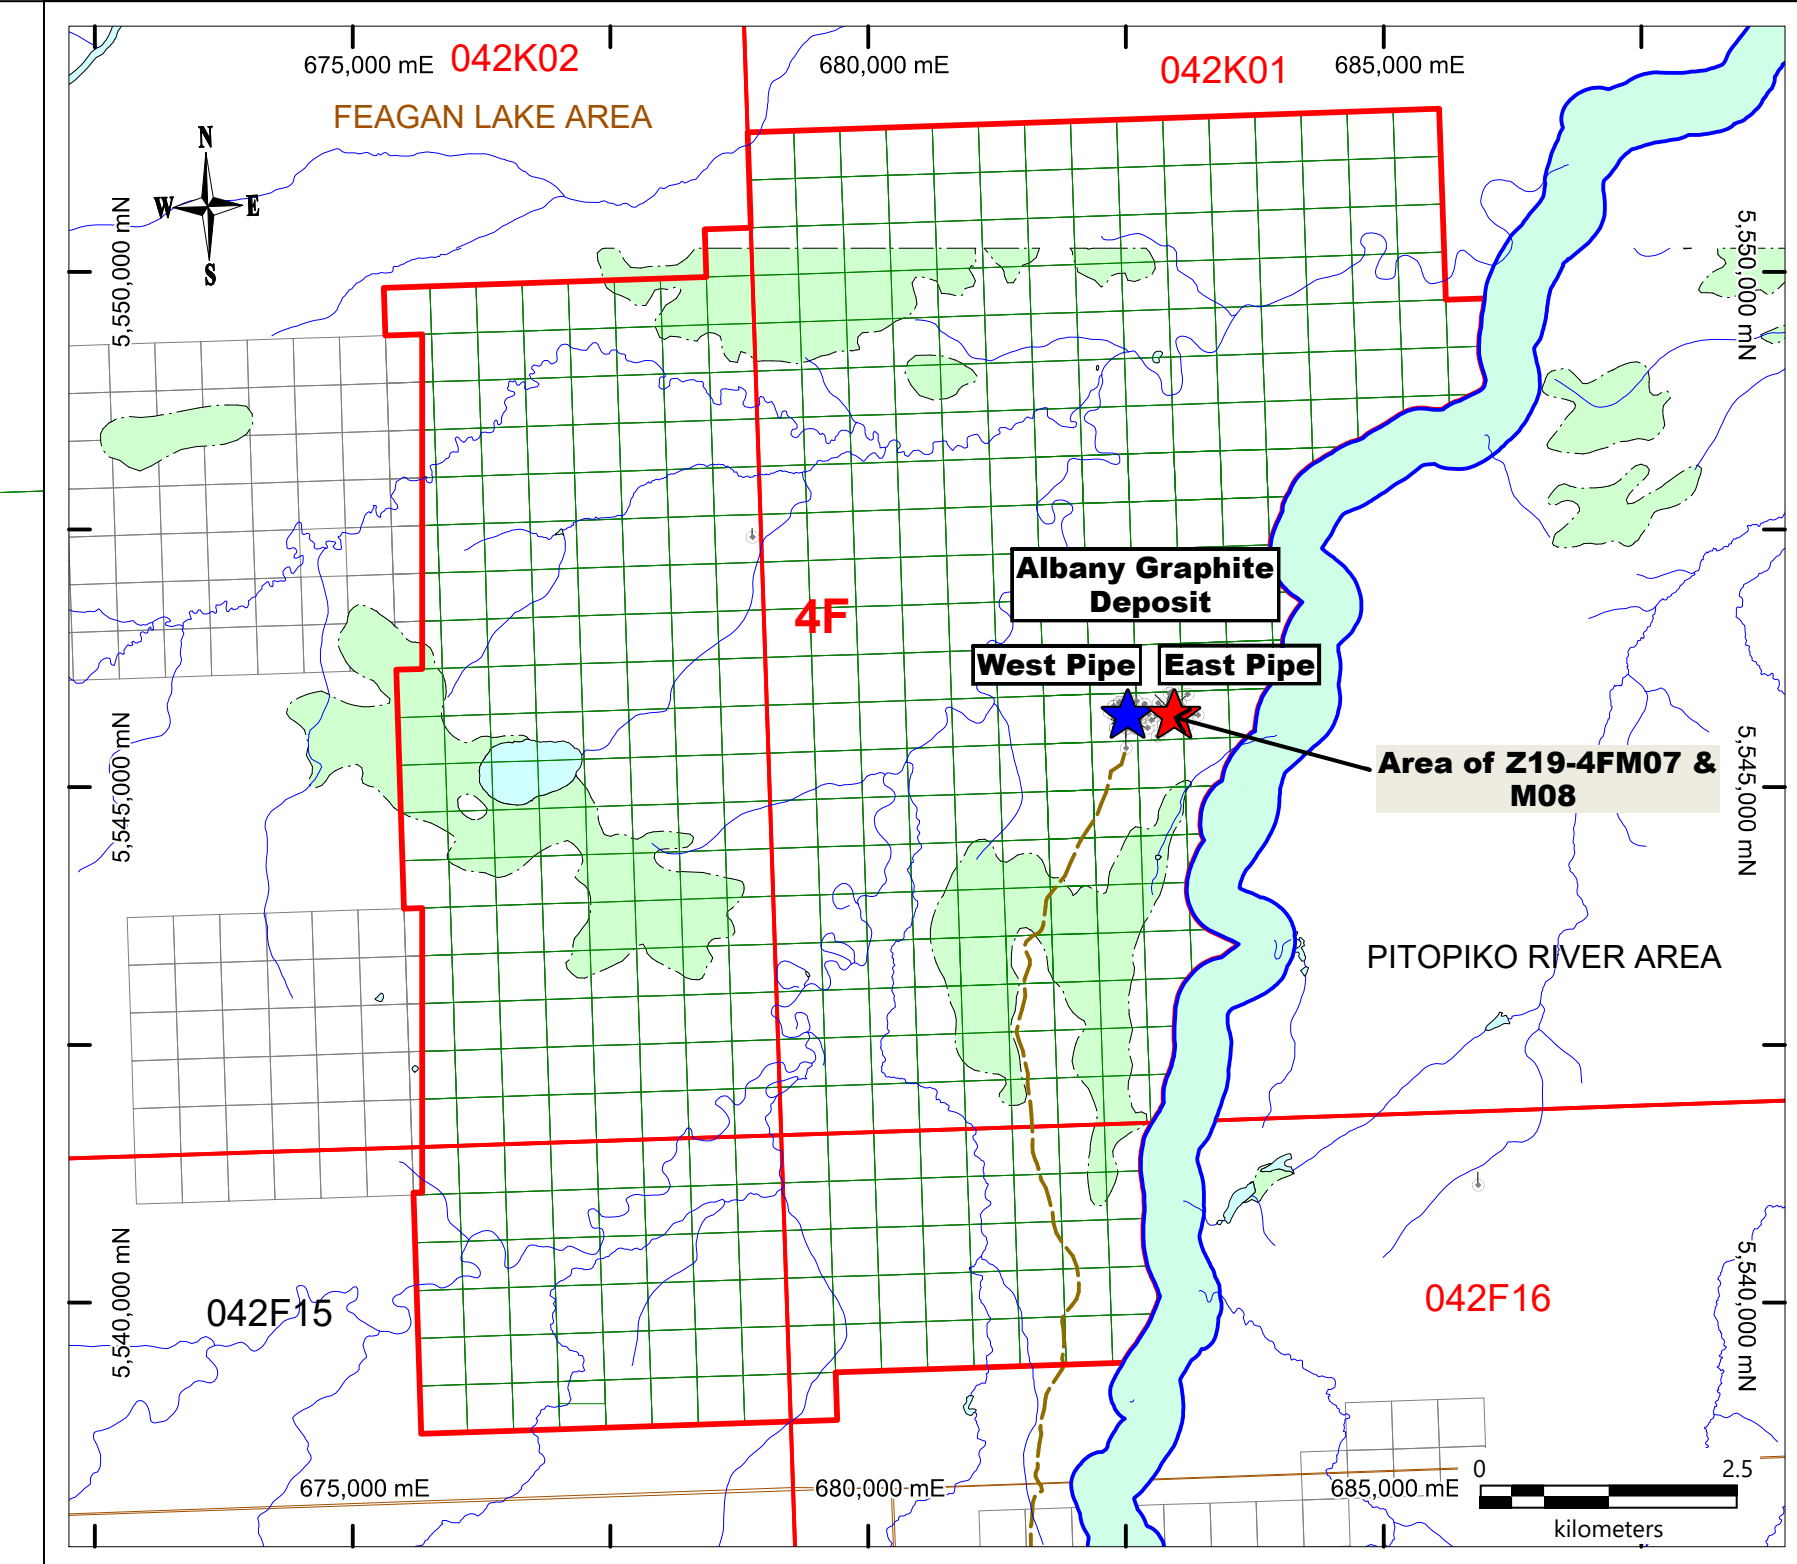 675,000 mE
042K02
680,000 mE
042K01
685,000 mE
FEAGAN LAKE AREA
N
W
E
S
5,550,000 mN
5,550,000 mN
Albany Graphite
Deposit
4F
West Pipe
East Pipe
Area of Z19-4FM07 &
M08
5,545,000 mN
5,545,000 mN
PITOPIKO RIVER AREA
5,540,000 mN
5,540,000 mN
042F15
042F16
675,000 mE
680,000 mE
685,000 mE
0
2.5
kilometers